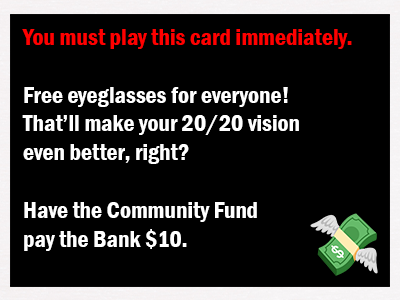 You must play this card immediately.
Free eyeglasses for everyone!
That'll make your 20/20 vision
even better, right?
Have the Community Fund
pay the Bank $10.
$